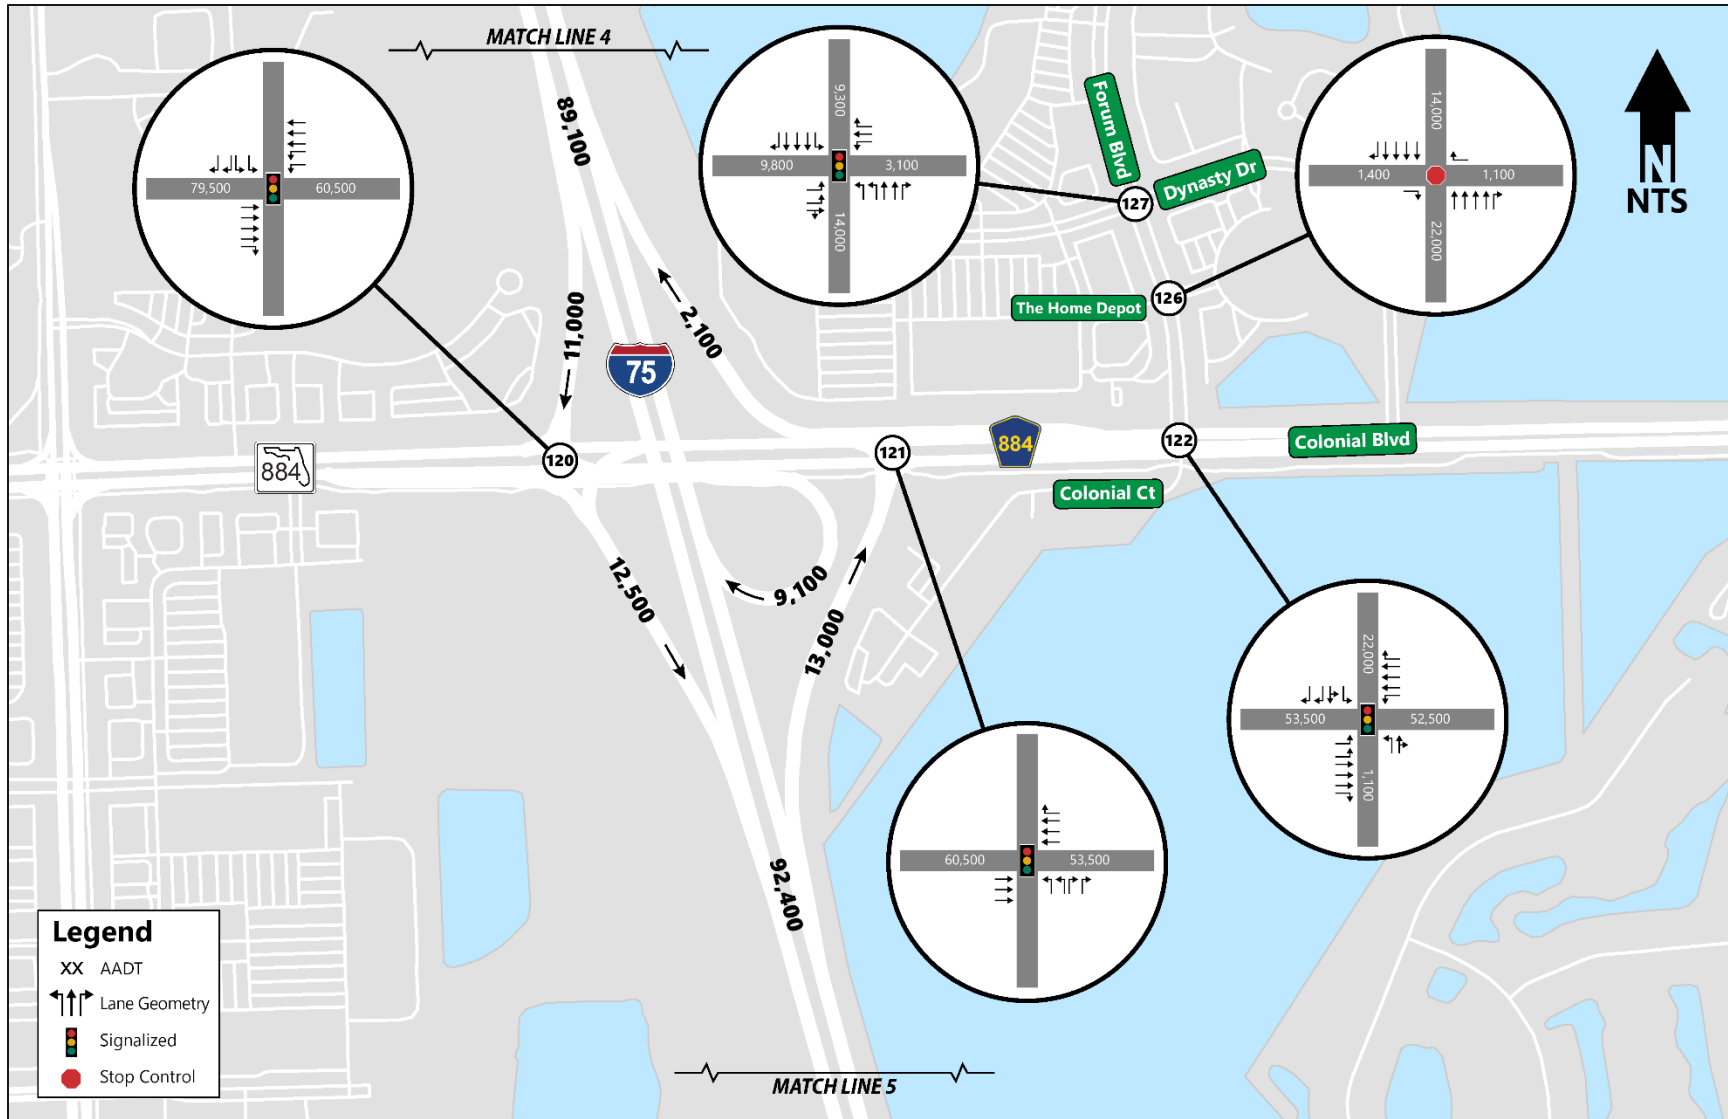 MATCH LINE 4
79,500
60,500
89,100
9,300
9,800
3,100
14,000
Forum Blvd
Dynasty Dr
127
14,000
1,400
1,100
22,000
N
NTS
126
The Home Depot
11,000
2,100
75
884
120
121
884
122
Colonial Blvd
Colonial Ct
12,500
9,100
13,000
22,000
53,500
52,500
1,100
60,500
53,500
92,400
Legend
XX AADT
Lane Geometry
Signalized
Stop Control
MATCH LINE 5